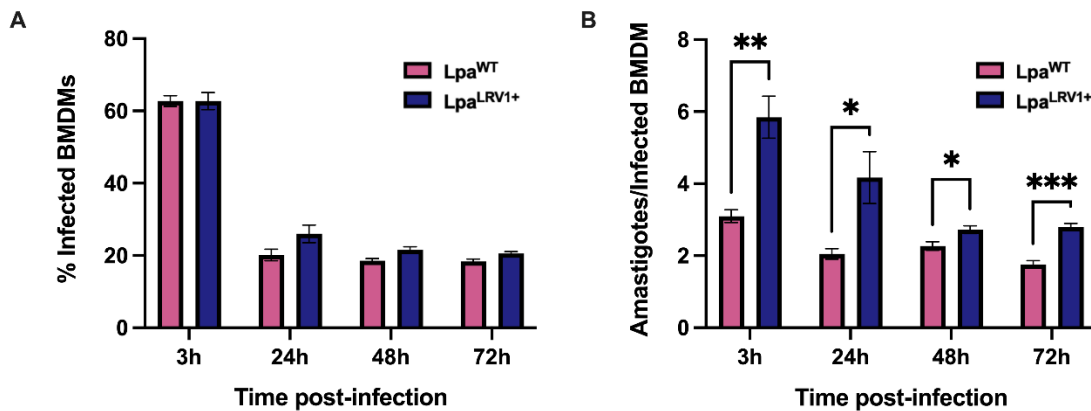 A
% Infected BMDMs
80
60
40
20
0
Lpa^WT
Lpa^LRV1+
3h 24h 48h 72h
Time post-infection
B
Amastigotes/Infected BMDM
8
6
4
2
0
** * * ***
Lpa^WT
Lpa^LRV1+
3h 24h 48h 72h
Time post-infection